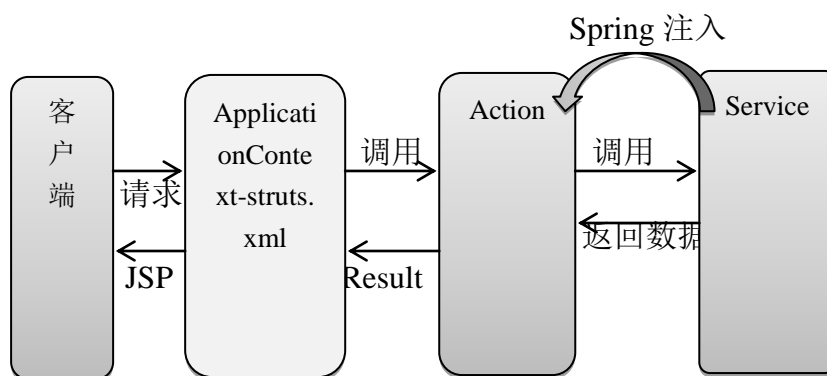 Spring 注入
客
户
端
Applicati
onConte
xt-struts.
xml
Action
Service
请求
调用
调用
JSP
Result
返回数据